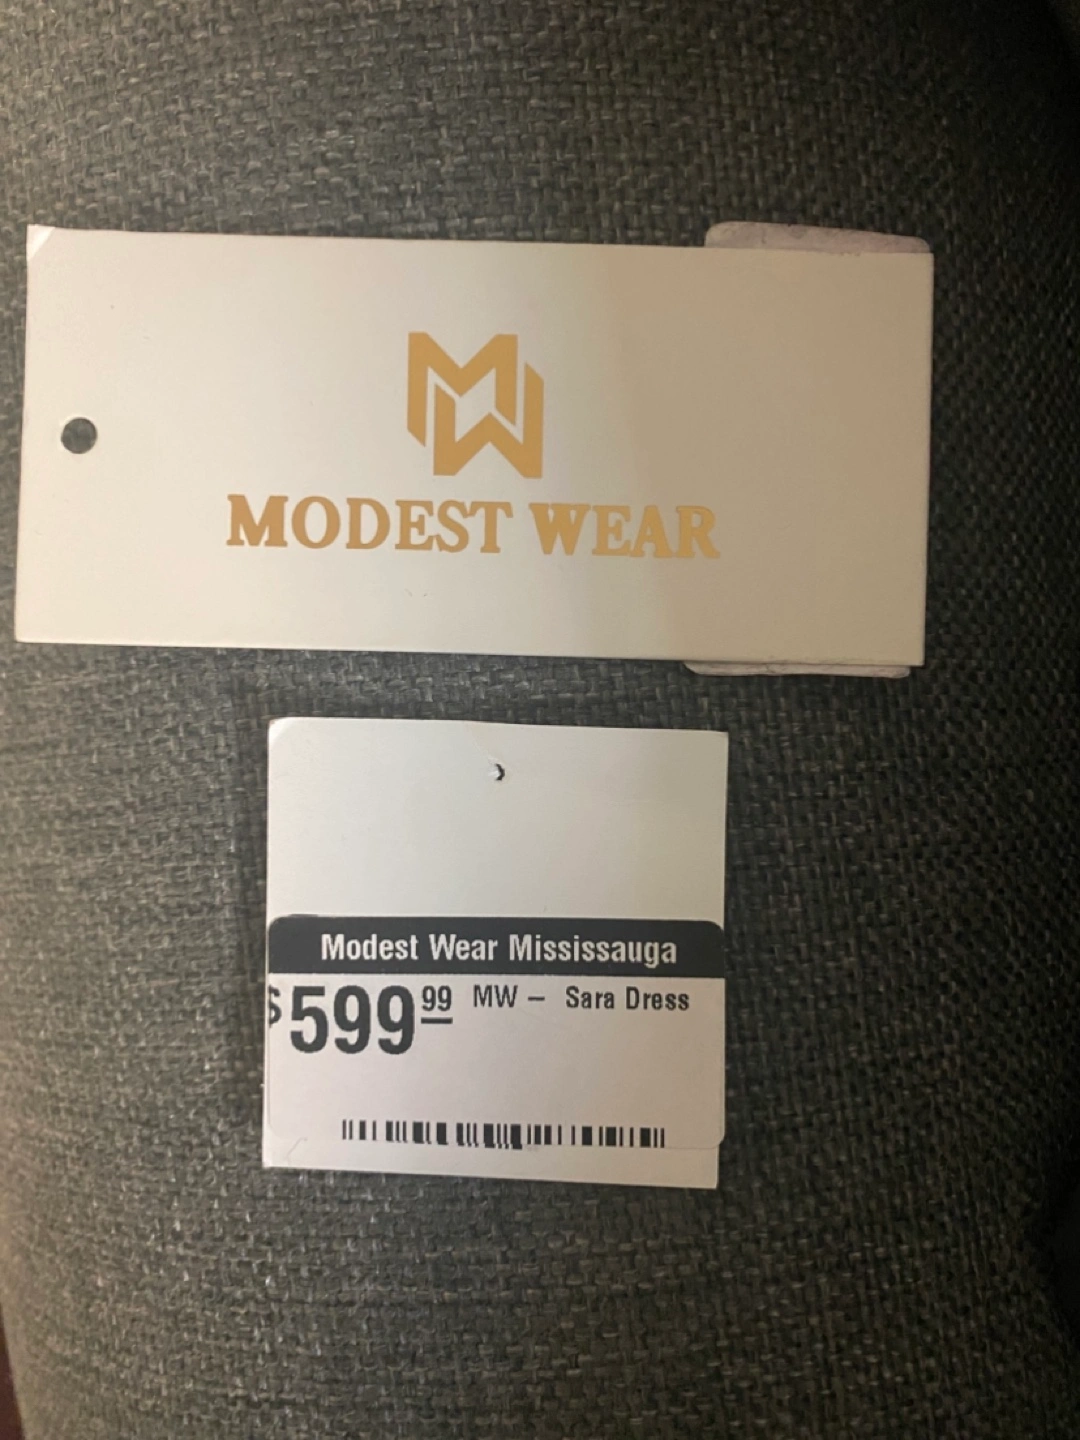 MW
MODEST WEAR
Modest Wear Mississauga
$599.99 MW – Sara Dress